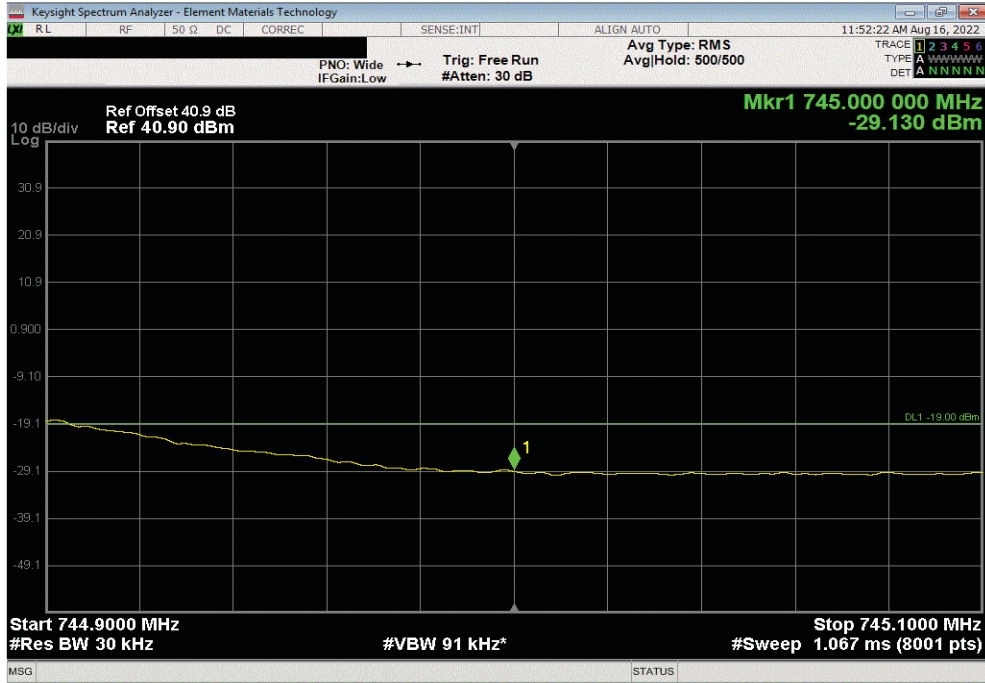 Keysight Spectrum Analyzer - Element Materials Technology
LXI RL RF 50 Ω DC CORREC SENSE:INT ALIGN AUTO 11:52:22 AM Aug 16, 2022
PNO: Wide Trig: Free Run Avg Type: RMS TRACE 1 2 3 4 5 6
IFGain:Low #Atten: 30 dB Avg|Hold: 500/500 TYPE A WWWWW
DET A N N N N N
Mkr1 745.000 000 MHz
-29.130 dBm
Ref Offset 40.9 dB
10 dB/div Ref 40.90 dBm
Log
30.9
20.9
10.9
0.900
-9.10
-19.1
DL1 -19.00 dBm
1
-29.1
-39.1
-49.1
Start 744.9000 MHz Stop 745.1000 MHz
#Res BW 30 kHz #VBW 91 kHz* #Sweep 1.067 ms (8001 pts)
MSG STATUS